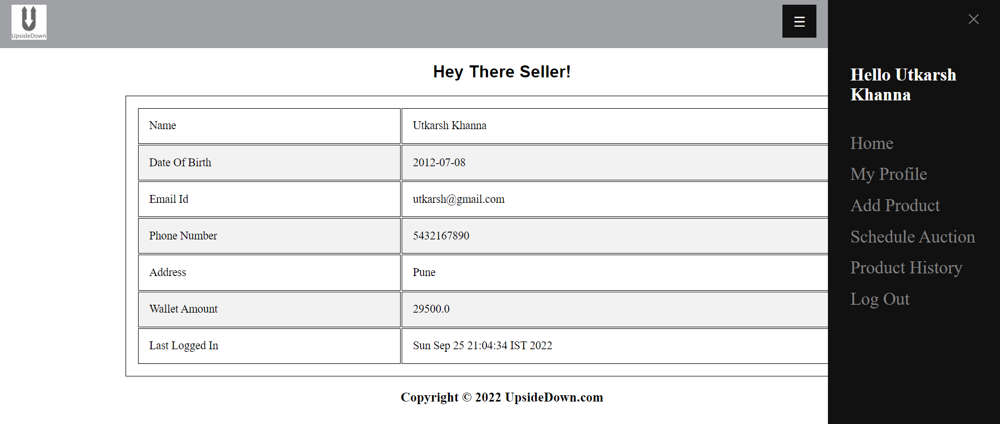 UpsideDown
☰
×
Hey There Seller!
Name Utkarsh Khanna
Date Of Birth 2012-07-08
Email Id utkarsh@gmail.com
Phone Number 5432167890
Address Pune
Wallet Amount 29500.0
Last Logged In Sun Sep 25 21:04:34 IST 2022
Copyright © 2022 UpsideDown.com
Hello Utkarsh
Khanna
Home
My Profile
Add Product
Schedule Auction
Product History
Log Out